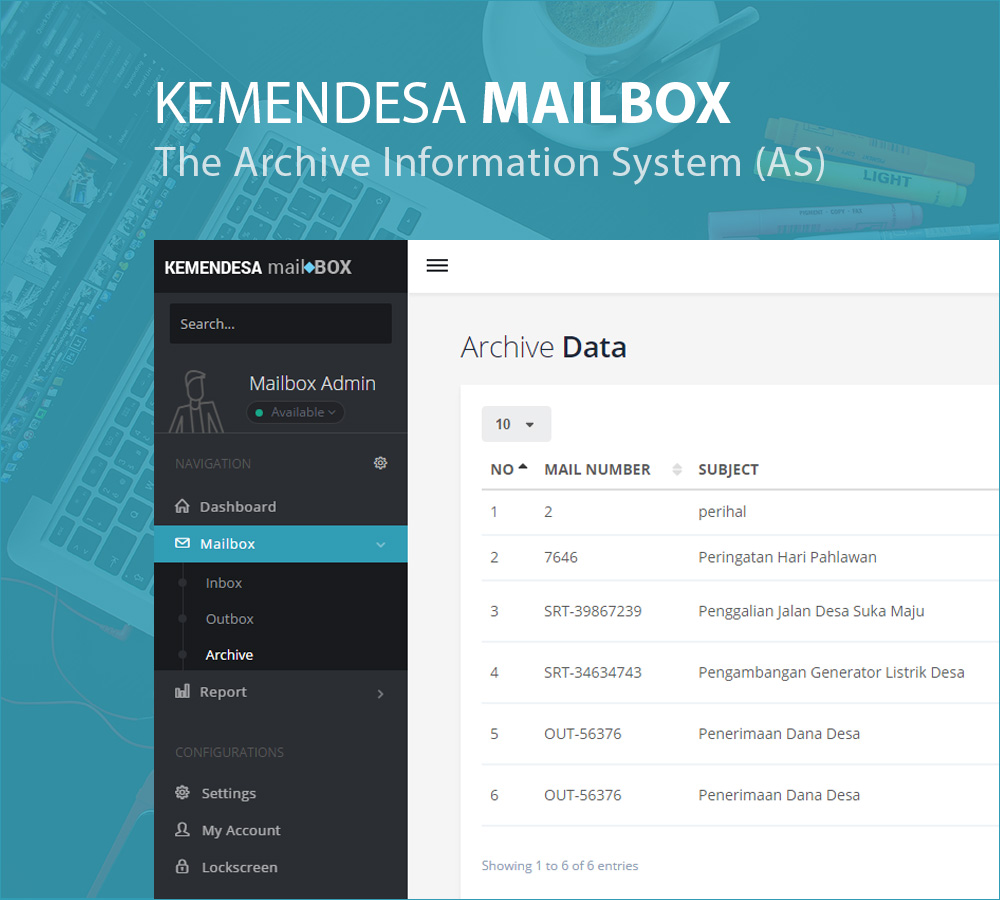 KEMENDESA MAILBOX
The Archive Information System (AS)
LIGHT
KEMENDESA mail BOX
Search...
Mailbox Admin
Available
NAVIGATION
Dashboard
Mailbox
Inbox
Outbox
Archive
Report
CONFIGURATIONS
Settings
My Account
Lockscreen
Archive Data
10
NO MAIL NUMBER SUBJECT
1 2 perihal
2 7646 Peringatan Hari Pahlawan
3 SRT-39867239 Penggalian Jalan Desa Suka Maju
4 SRT-34634743 Pengambangan Generator Listrik Desa
5 OUT-56376 Penerimaan Dana Desa
6 OUT-56376 Penerimaan Dana Desa
Showing 1 to 6 of 6 entries